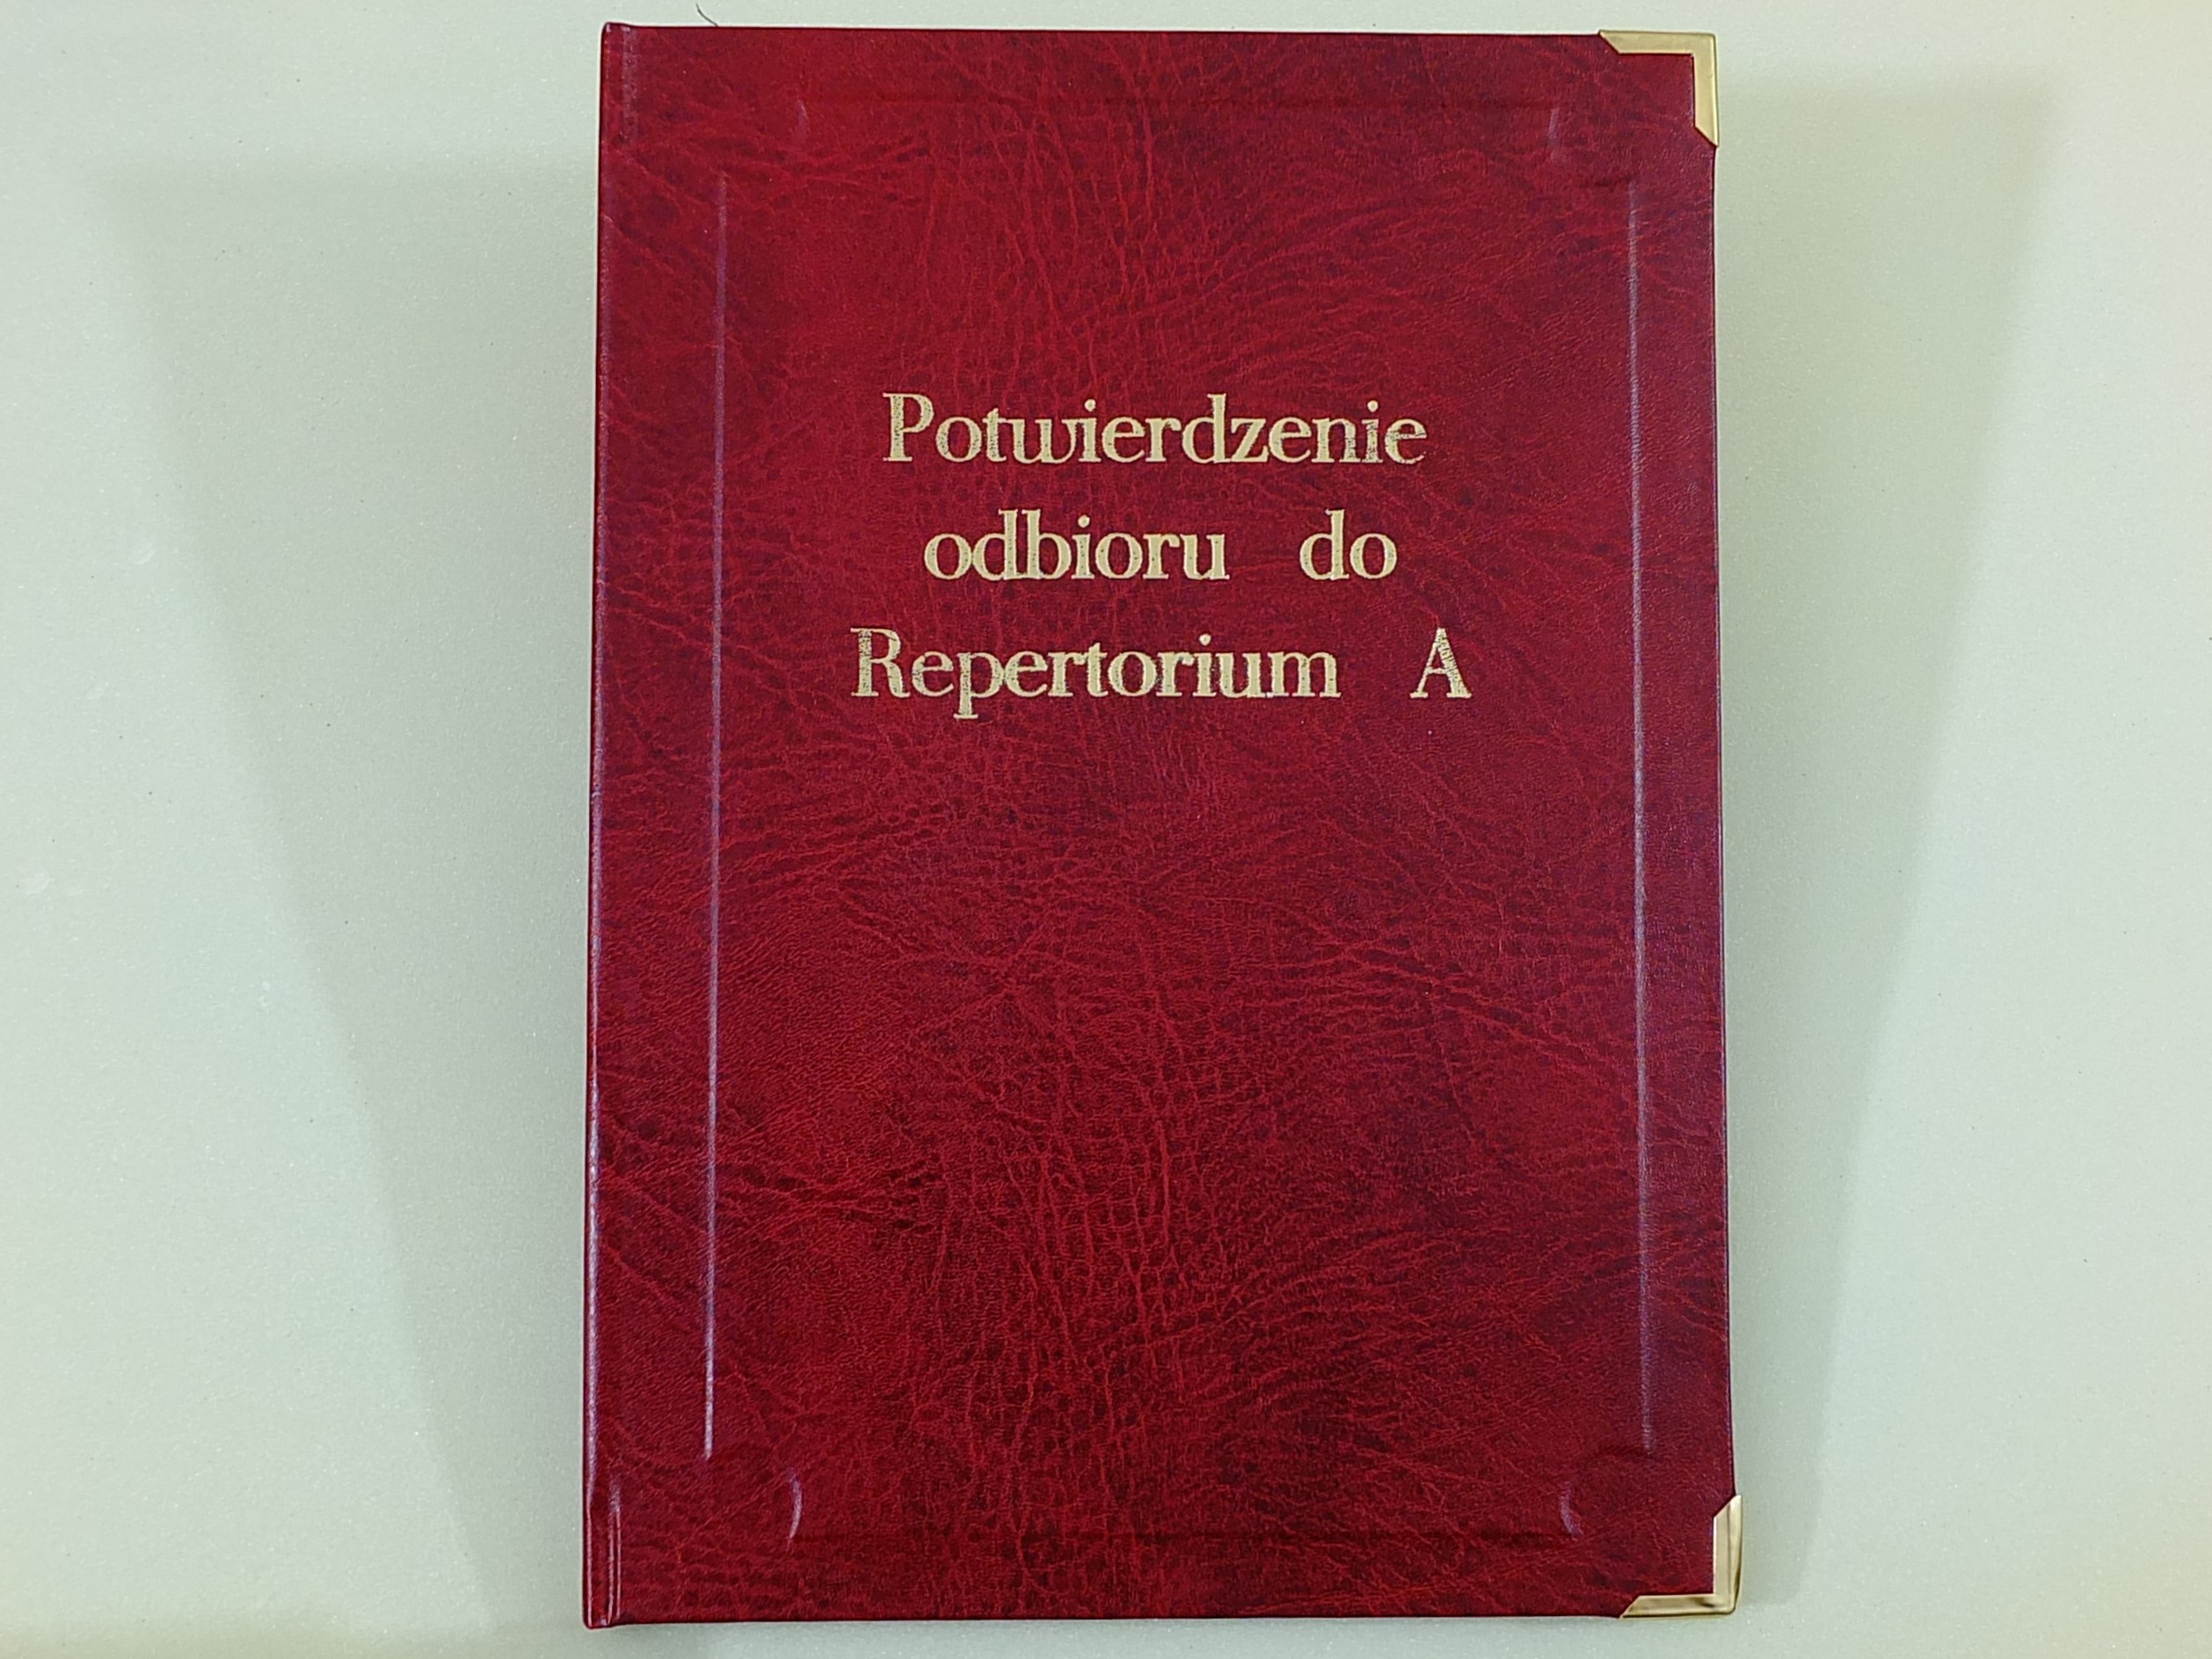 Potwierdzenie
odbioru do
Repertorium A